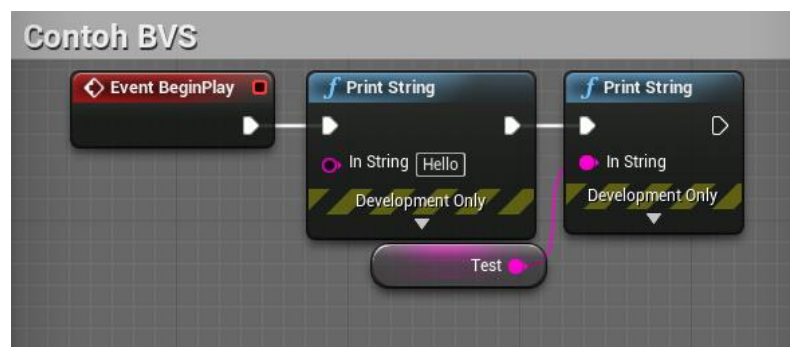 Contoh BVS
Event BeginPlay
Print String
In String Hello
Development Only
Print String
In String
Development Only
Test